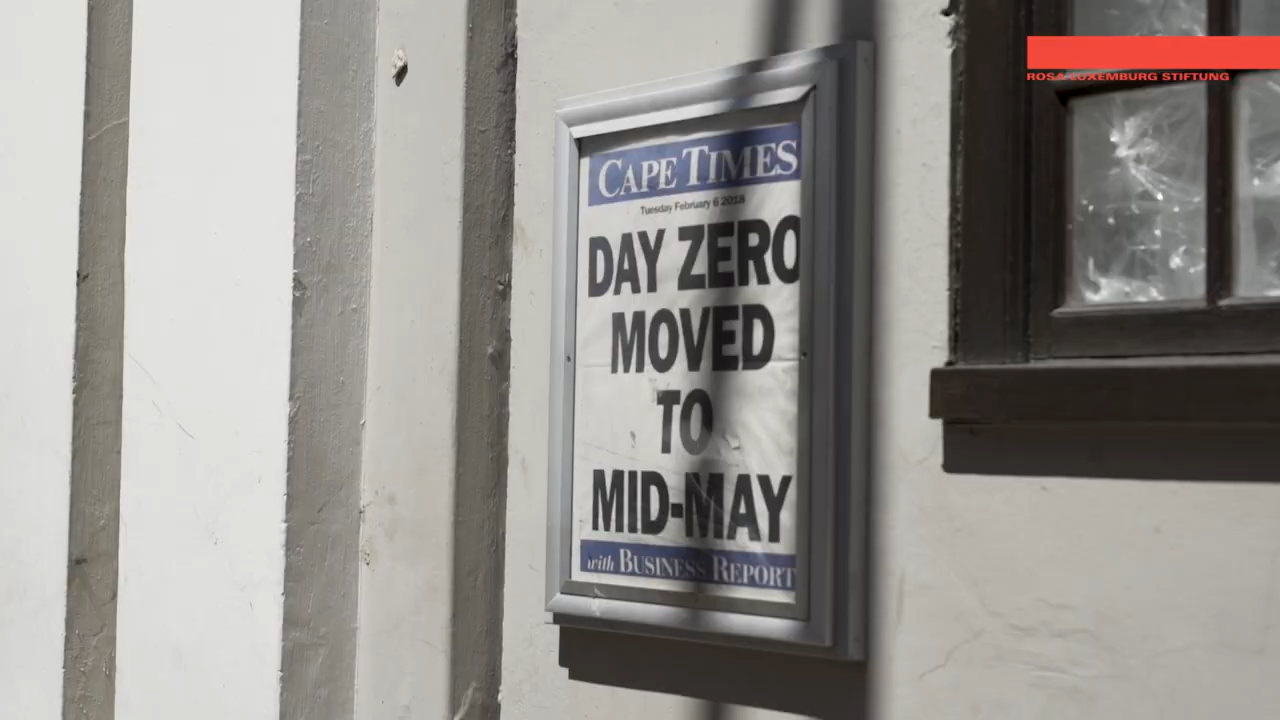 ROSA LUXEMBURG STIFTUNG
CAPE TIMES
Tuesday February 6 2018
DAY ZERO
MOVED
TO
MID-MAY
with BUSINESS REPORT